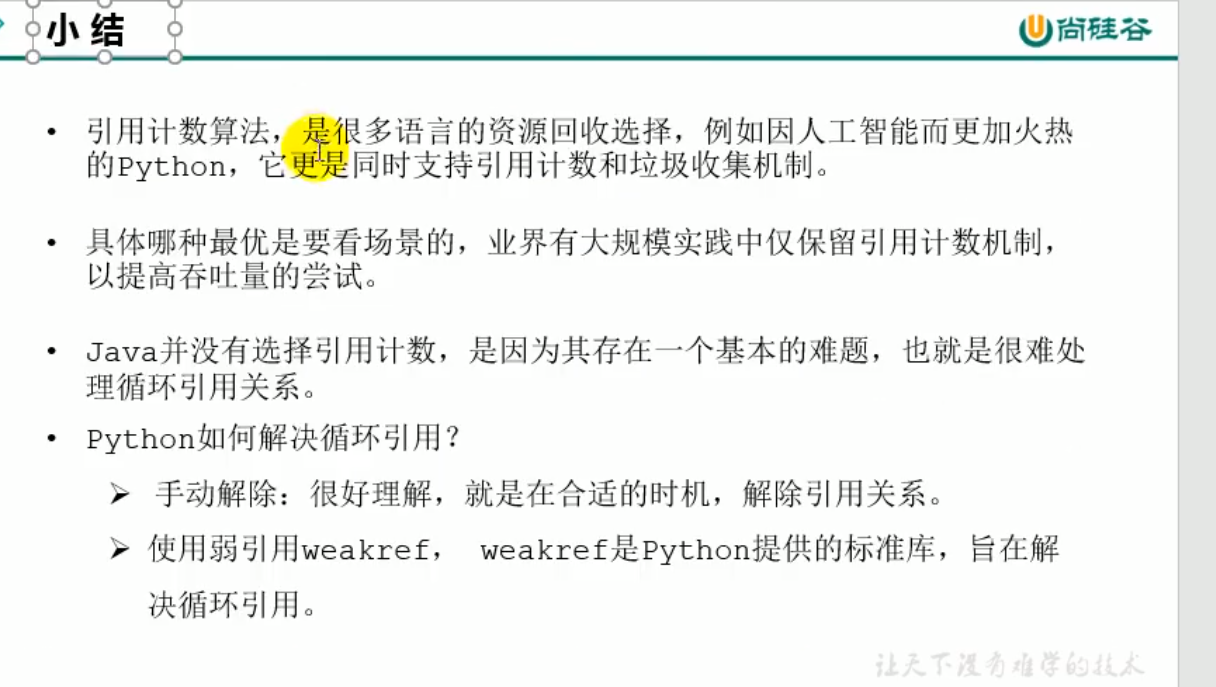 小结
尚硅谷
• 引用计数算法，是很多语言的资源回收选择，例如因人工智能而更加火热
的Python，它更是同时支持引用计数和垃圾收集机制。
• 具体哪种最优是要看场景的，业界有大规模实践中仅保留引用计数机制，
以提高吞吐量的尝试。
• Java并没有选择引用计数，是因为其存在一个基本的难题，也就是很难处
理循环引用关系。
• Python如何解决循环引用？
➢ 手动解除：很好理解，就是在合适的时机，解除引用关系。
➢ 使用弱引用weakref， weakref是Python提供的标准库，旨在解
决循环引用。
让天下没有难学的技术